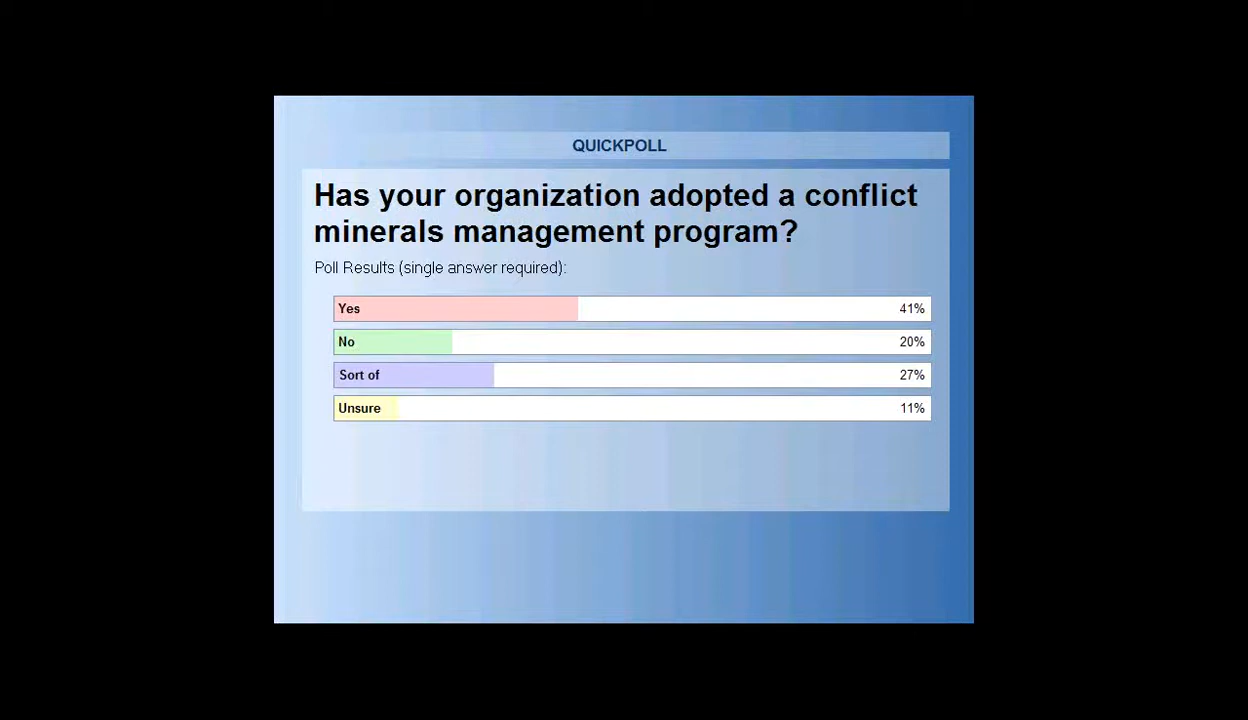 QUICKPOLL
Has your organization adopted a conflict
minerals management program?
Poll Results (single answer required):
Yes 41%
No 20%
Sort of 27%
Unsure 11%